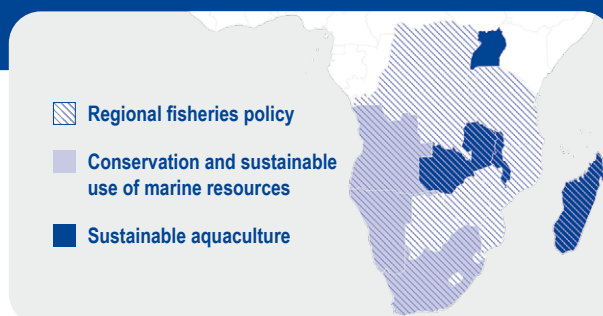 Regional fisheries policy
Conservation and sustainable
use of marine resources
Sustainable aquaculture